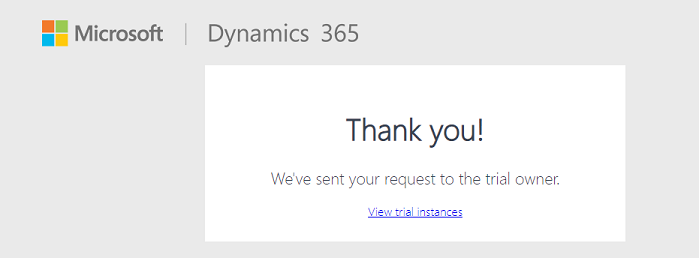 Microsoft | Dynamics 365
Thank you!
We've sent your request to the trial owner.
View trial instances